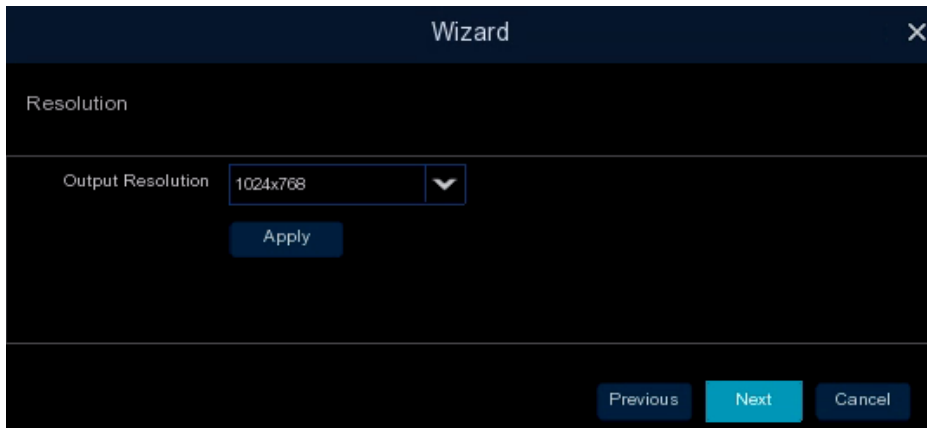 Wizard
Resolution
Output Resolution 1024x768
Apply
Previous Next Cancel